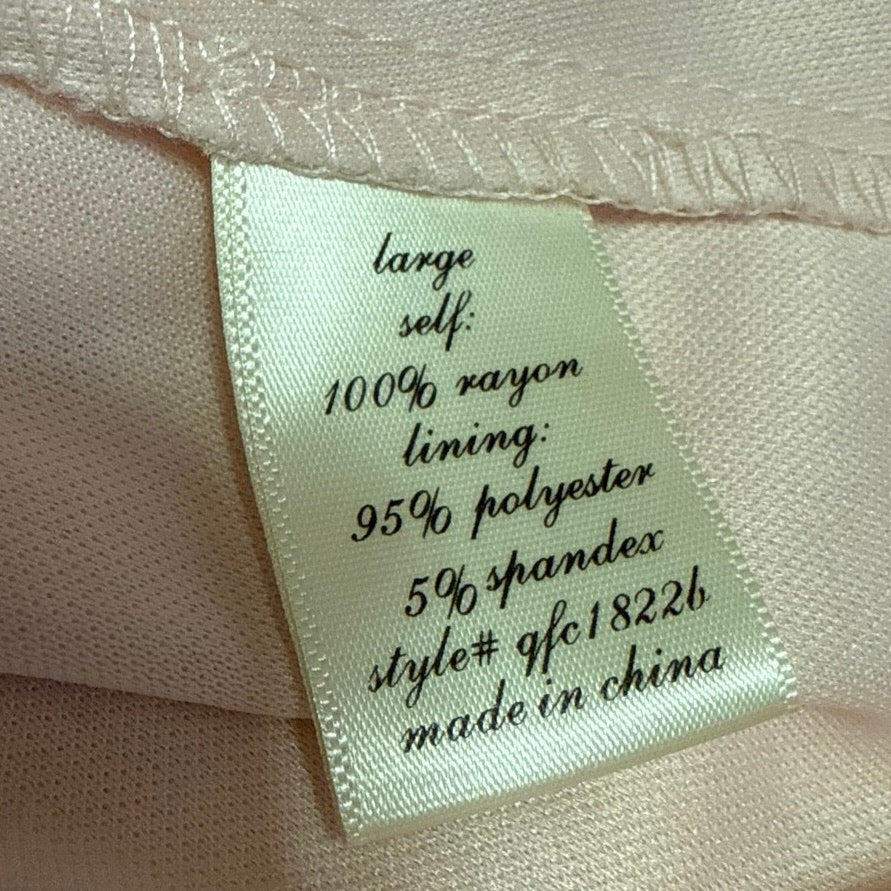 large
self:
100% rayon
lining:
95% polyester
5% spandex
style# qfc1822b
made in china